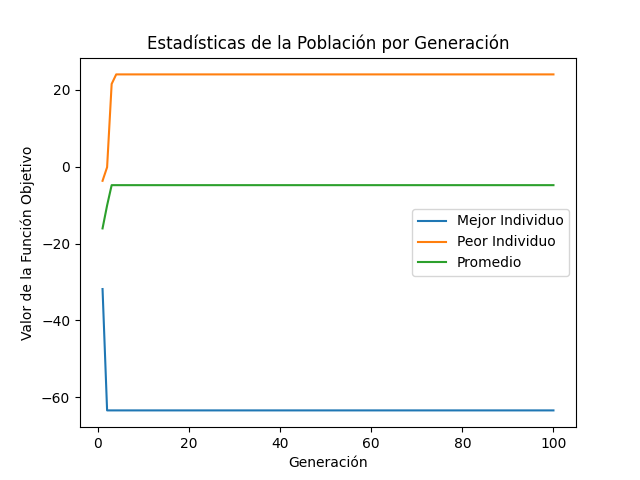 Estadísticas de la Población por Generación
Valor de la Función Objetivo
20
0
−20
−40
−60
Mejor Individuo
Peor Individuo
Promedio
0 20 40 60 80 100
Generación